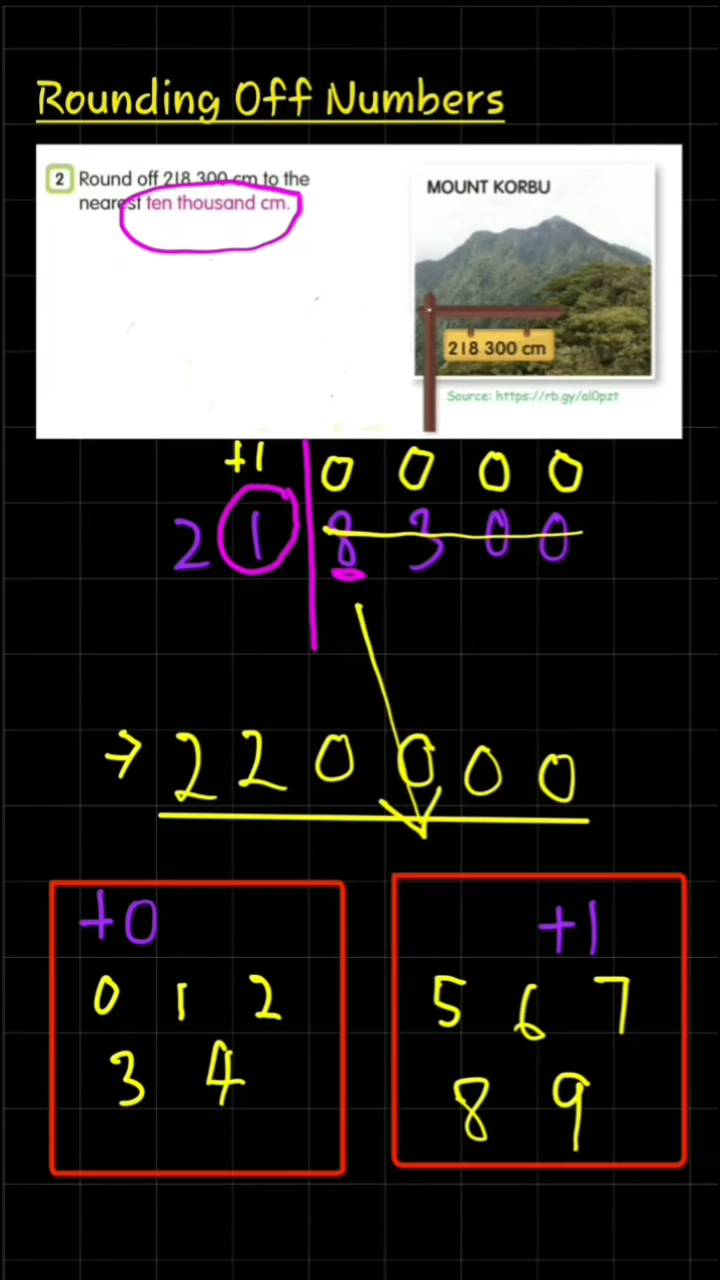 Rounding Off Numbers
2 Round off 218 300 cm to the
nearest ten thousand cm.
MOUNT KORBU
218 300 cm
Source: https://rb.gy/al0pzt
+1 0 0 0 0
2 1 8 3 0 0
→ 2 2 0 0 0 0
+0
0 1 2
3 4
+1
5 6 7
8 9